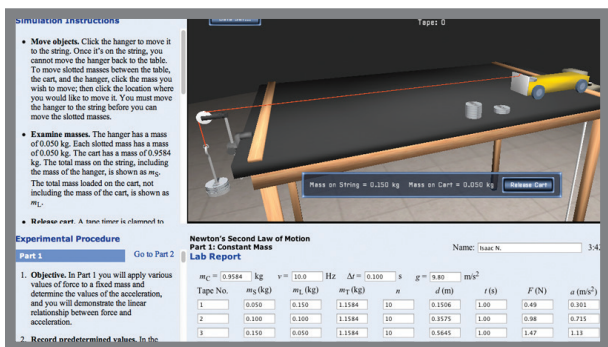 Simulation Instructions
• Move objects. Click the hanger to move it
to the string. Once it's on the string, you
cannot move the hanger back to the table.
To move slotted masses between the table,
the cart, and the hanger, click the mass you
wish to move; then click the location where
you would like to move it. You must move
the hanger to the string before you can
move the slotted masses.
• Examine masses. The hanger has a mass
of 0.050 kg. Each slotted mass has a mass
of 0.050 kg. The cart has a mass of 0.9584
kg. The total mass on the string, including
the mass of the hanger, is shown as mS.
The total mass loaded on the cart, not
including the mass of the cart, is shown as
mL.
• Release cart. A tape timer is clamped to
Tape: 0
Mass on String = 0.150 kg Mass on Cart = 0.050 kg Release Cart
Experimental Procedure
Part 1 Go to Part 2
1. Objective. In Part 1 you will apply various
values of force to a fixed mass and
determine the values of the acceleration,
and you will demonstrate the linear
relationship between force and
acceleration.
2. Record predetermined values. In the
Newton's Second Law of Motion
Part 1: Constant Mass
Lab Report
Name: Isaac N. 3:42
mC = 0.9584 kg v = 10.0 Hz Δt = 0.100 s g = 9.80 m/s²
Tape No. mS (kg) mL (kg) mT (kg) n d (m) t (s) F (N) a (m/s²)
1 0.050 0.150 1.1584 10 0.1506 1.00 0.49 0.301
2 0.100 0.100 1.1584 10 0.3575 1.00 0.98 0.715
3 0.150 0.050 1.1584 10 0.5645 1.00 1.47 1.13